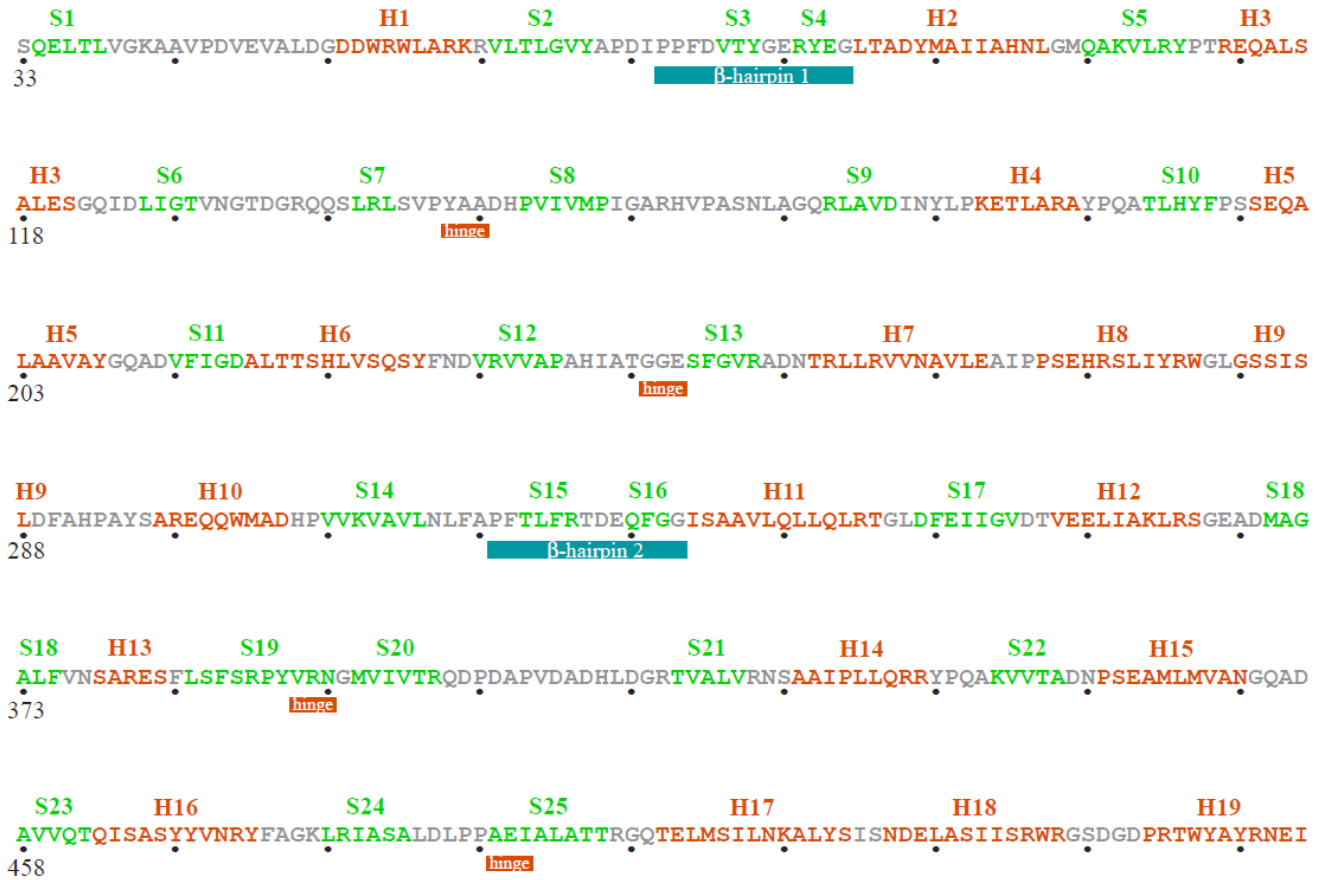 S1 H1 S2 S3 S4 H2 S5 H3
SQELTLVGKAAVPDVEVALDGDDWRWLARKRVLTLGVYAPDIPPFDVTYGERYEGLTADYMAIIAHNLGMQAKVLRYPTREQALS
β-hairpin 1
33
H3 S6 S7 S8 S9 H4 S10 H5
ALESGQIDLIGTVNGTDGRQQSLRLSVPYAADHPVIVMPIGARHVPASNLAGQRLAVDINYLPKETLARAYPQATLHYFPSSEQA
hinge
118
H5 S11 H6 S12 S13 H7 H8 H9
LAAVAYGQADVFIGDALTTSHLVSQSYFNDVRVVAPAHIATGGESFGVRADNTRLLRVVNAVLEAIPPSEHRSLIYRWGLGSSIS
hinge
203
H9 H10 S14 S15 S16 H11 S17 H12 S18
LDFAHPAYSAREQQWMADHPVVKVAVLNLFAPFTLFRTDEQFGGISAAVLQLLQLRTGLDFEIIGVDTVEELIAKLRSGEADMAG
β-hairpin 2
288
S18 H13 S19 S20 S21 H14 S22 H15
ALFVNSARESFLSFSRPYVRNGMVIVTRQDPDAPVDADHLDGRTVALVRNSAAIPLLQRRYPQAKVVTADNPSEAMLMVANGQAD
hinge
373
S23 H16 S24 S25 H17 H18 H19
AVVQTQISASYYVNRYFAGKLRIASALDLPPAEIALATTRGQTELMSILNKALYSISNDELASIISRWRGSDGDPRTWYAYRNEI
hinge
458